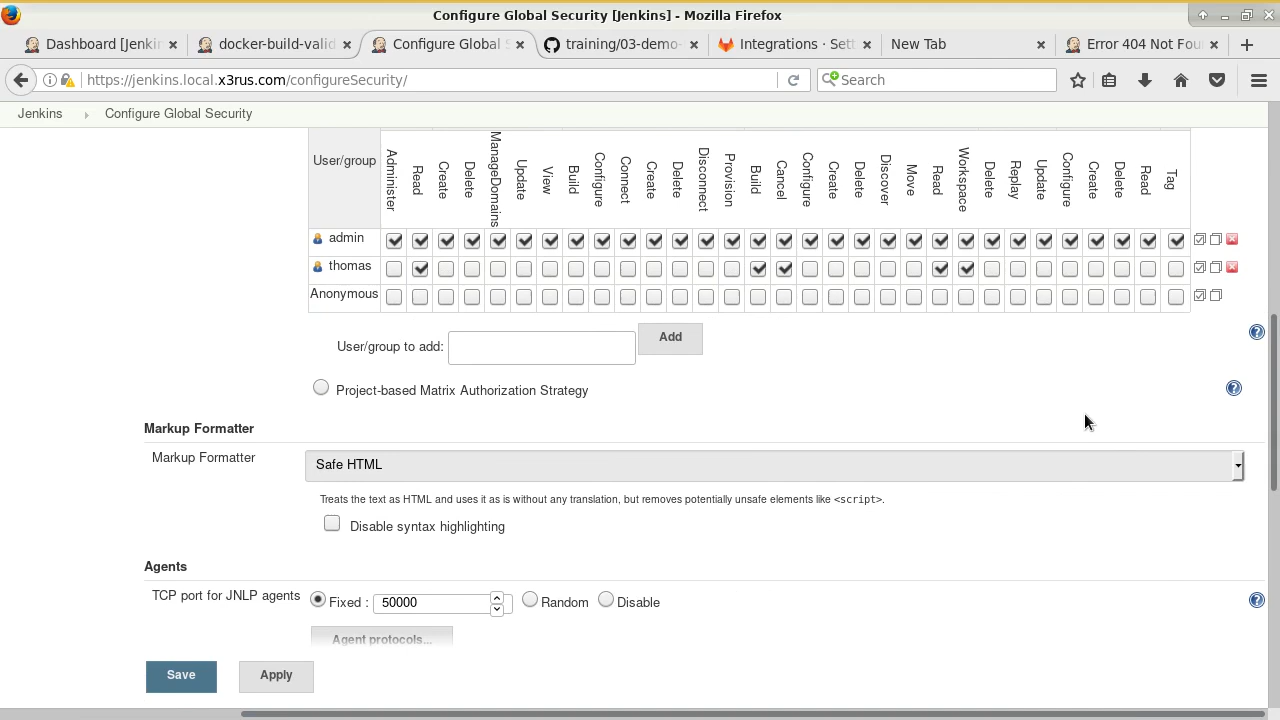 Configure Global Security [Jenkins] - Mozilla Firefox
Dashboard [Jenki
docker-build-valid
Configure Global S
training/03-demo-
Integrations · Sett
New Tab
Error 404 Not Fou
https://jenkins.local.x3rus.com/configureSecurity/
Search
Jenkins
Configure Global Security
User/group
Administer
Read
Create
Delete
ManageDomains
Update
View
Build
Configure
Connect
Create
Delete
Disconnect
Provision
Build
Cancel
Configure
Create
Delete
Discover
Move
Read
Workspace
Delete
Replay
Update
Configure
Create
Delete
Read
Tag
admin
thomas
Anonymous
User/group to add:
Add
Project-based Matrix Authorization Strategy
Markup Formatter
Markup Formatter
Safe HTML
Treats the text as HTML and uses it as is without any translation, but removes potentially unsafe elements like <script>.
Disable syntax highlighting
Agents
TCP port for JNLP agents
Fixed : 50000
Random
Disable
Agent protocols...
Save
Apply